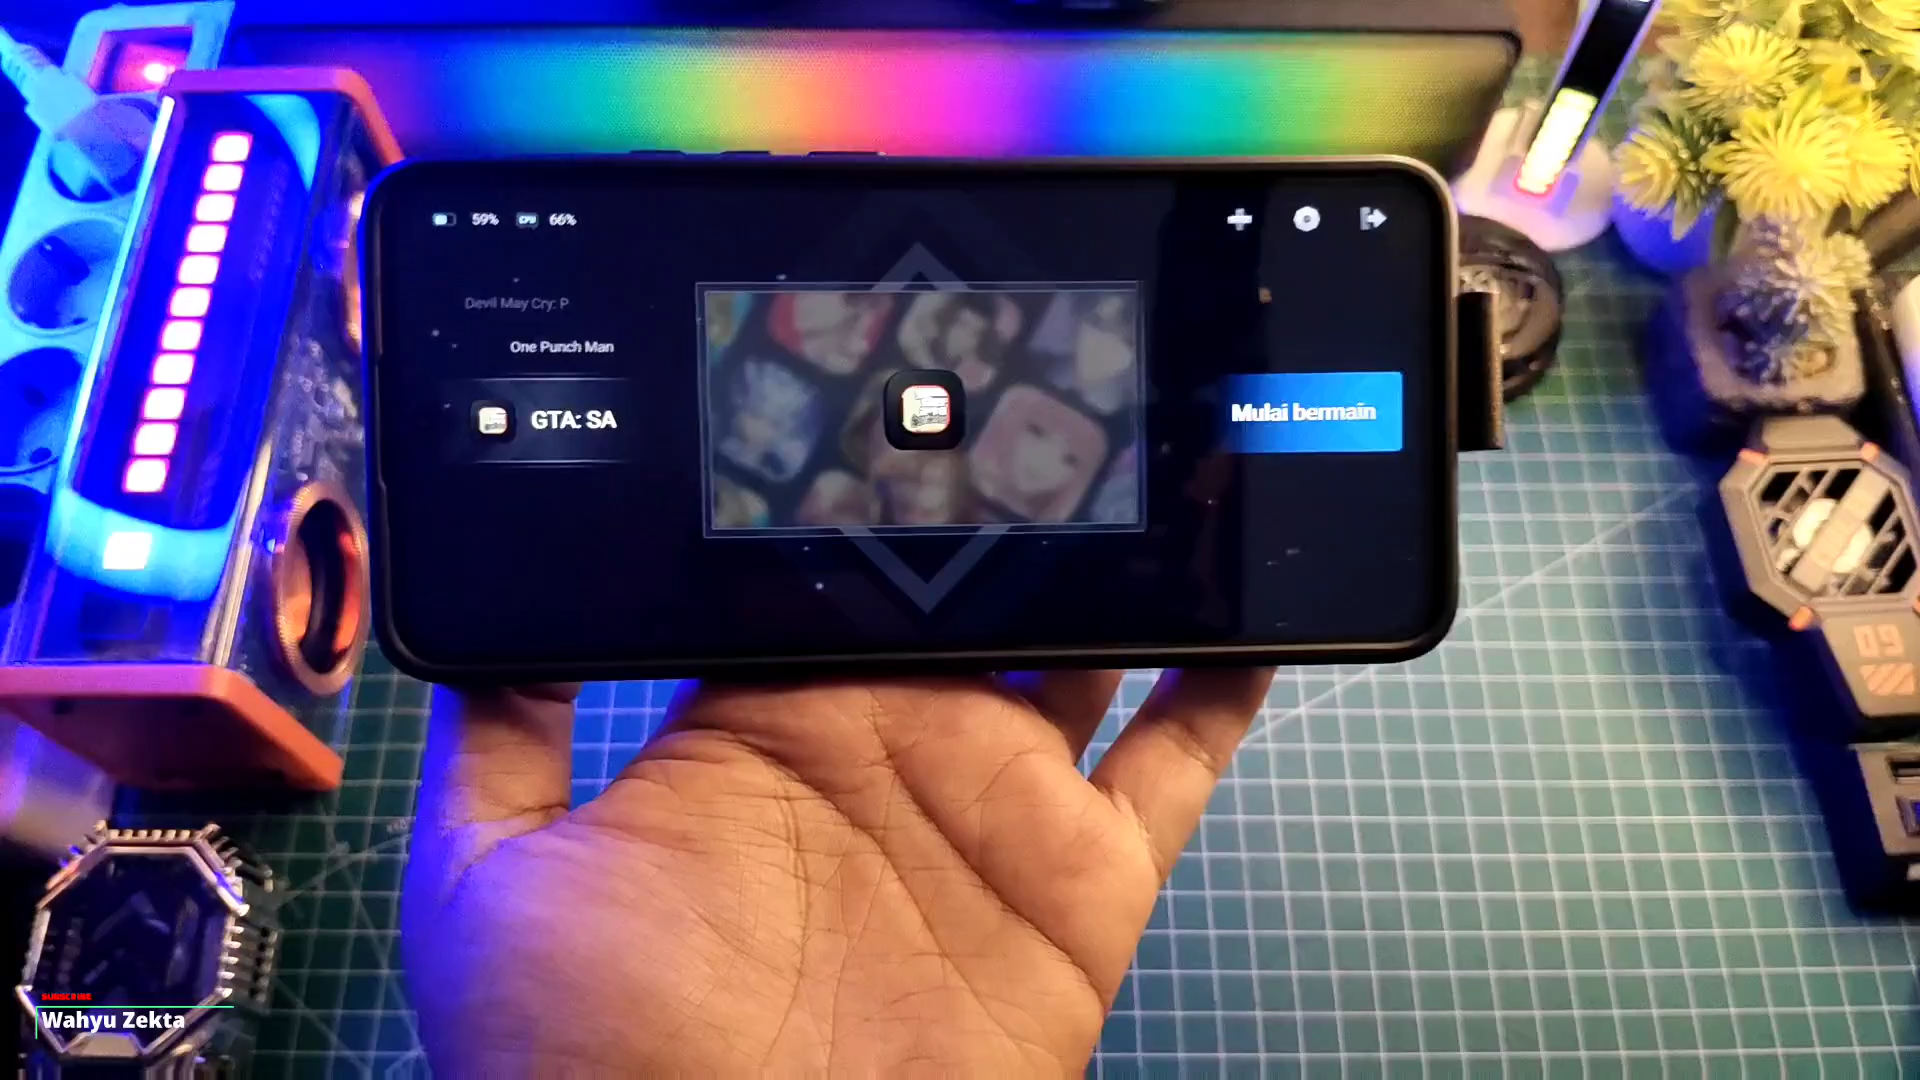 59% CPU 66%
Devil May Cry: P
One Punch Man
GTA: SA
Mulai bermain
09
SUBSCRIBE
Wahyu Zekta